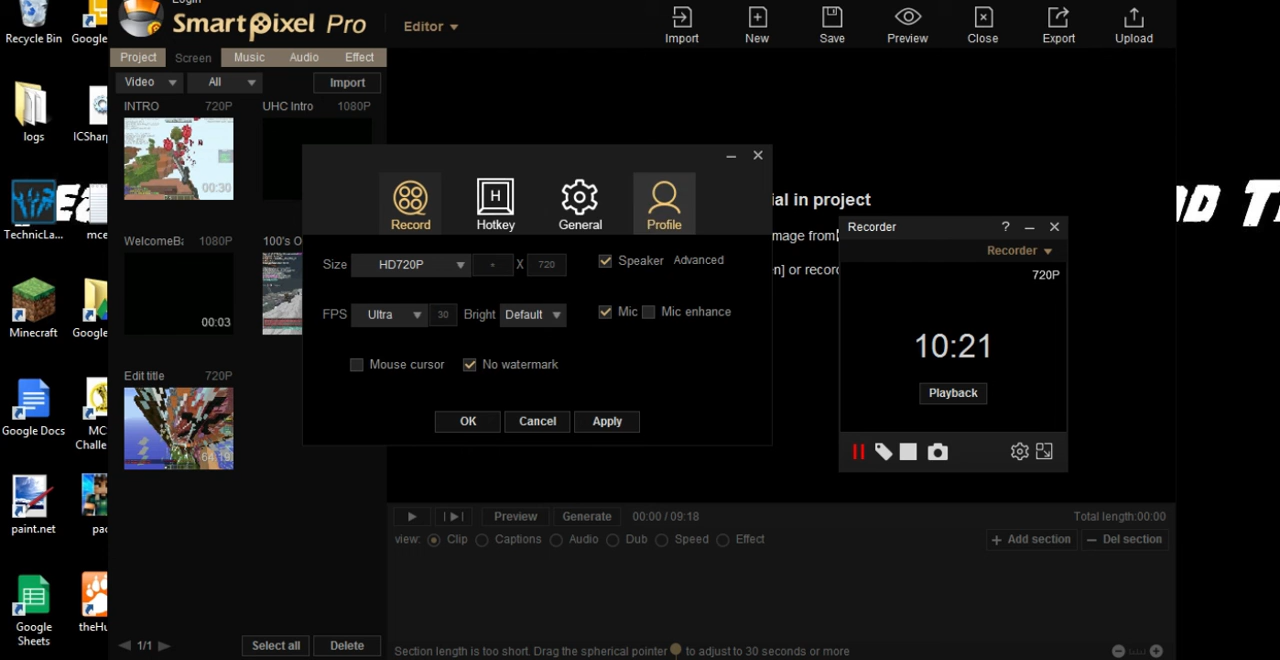 Login
SmartPixel Pro
Editor
Import
New
Save
Preview
Close
Export
Upload
Project
Screen
Music
Audio
Effect
Video
All
Import
INTRO
720P
UHC Intro
1080P
00:30
1080P
00:03
100's O
Edit title
720P
64:19
1/1
Select all
Delete
Recycle Bin
Google
logs
ICSharp
TechnicLa...
mce
Minecraft
Google
Google Docs
MC
Challe
paint.net
pac
Google
Sheets
theHu
ial in project
mage from
en] or record
Record
Hotkey
H
General
Profile
Size
HD720P
X
720
Speaker
Advanced
FPS
Ultra
30
Bright
Default
Mic
Mic enhance
Mouse cursor
No watermark
OK
Cancel
Apply
Recorder
?
Recorder
720P
10:21
Playback
Preview
Generate
00:00 / 09:18
Total length:00:00
view:
Clip
Captions
Audio
Dub
Speed
Effect
+ Add section
− Del section
Section length is too short. Drag the spherical pointer to adjust to 30 seconds or more